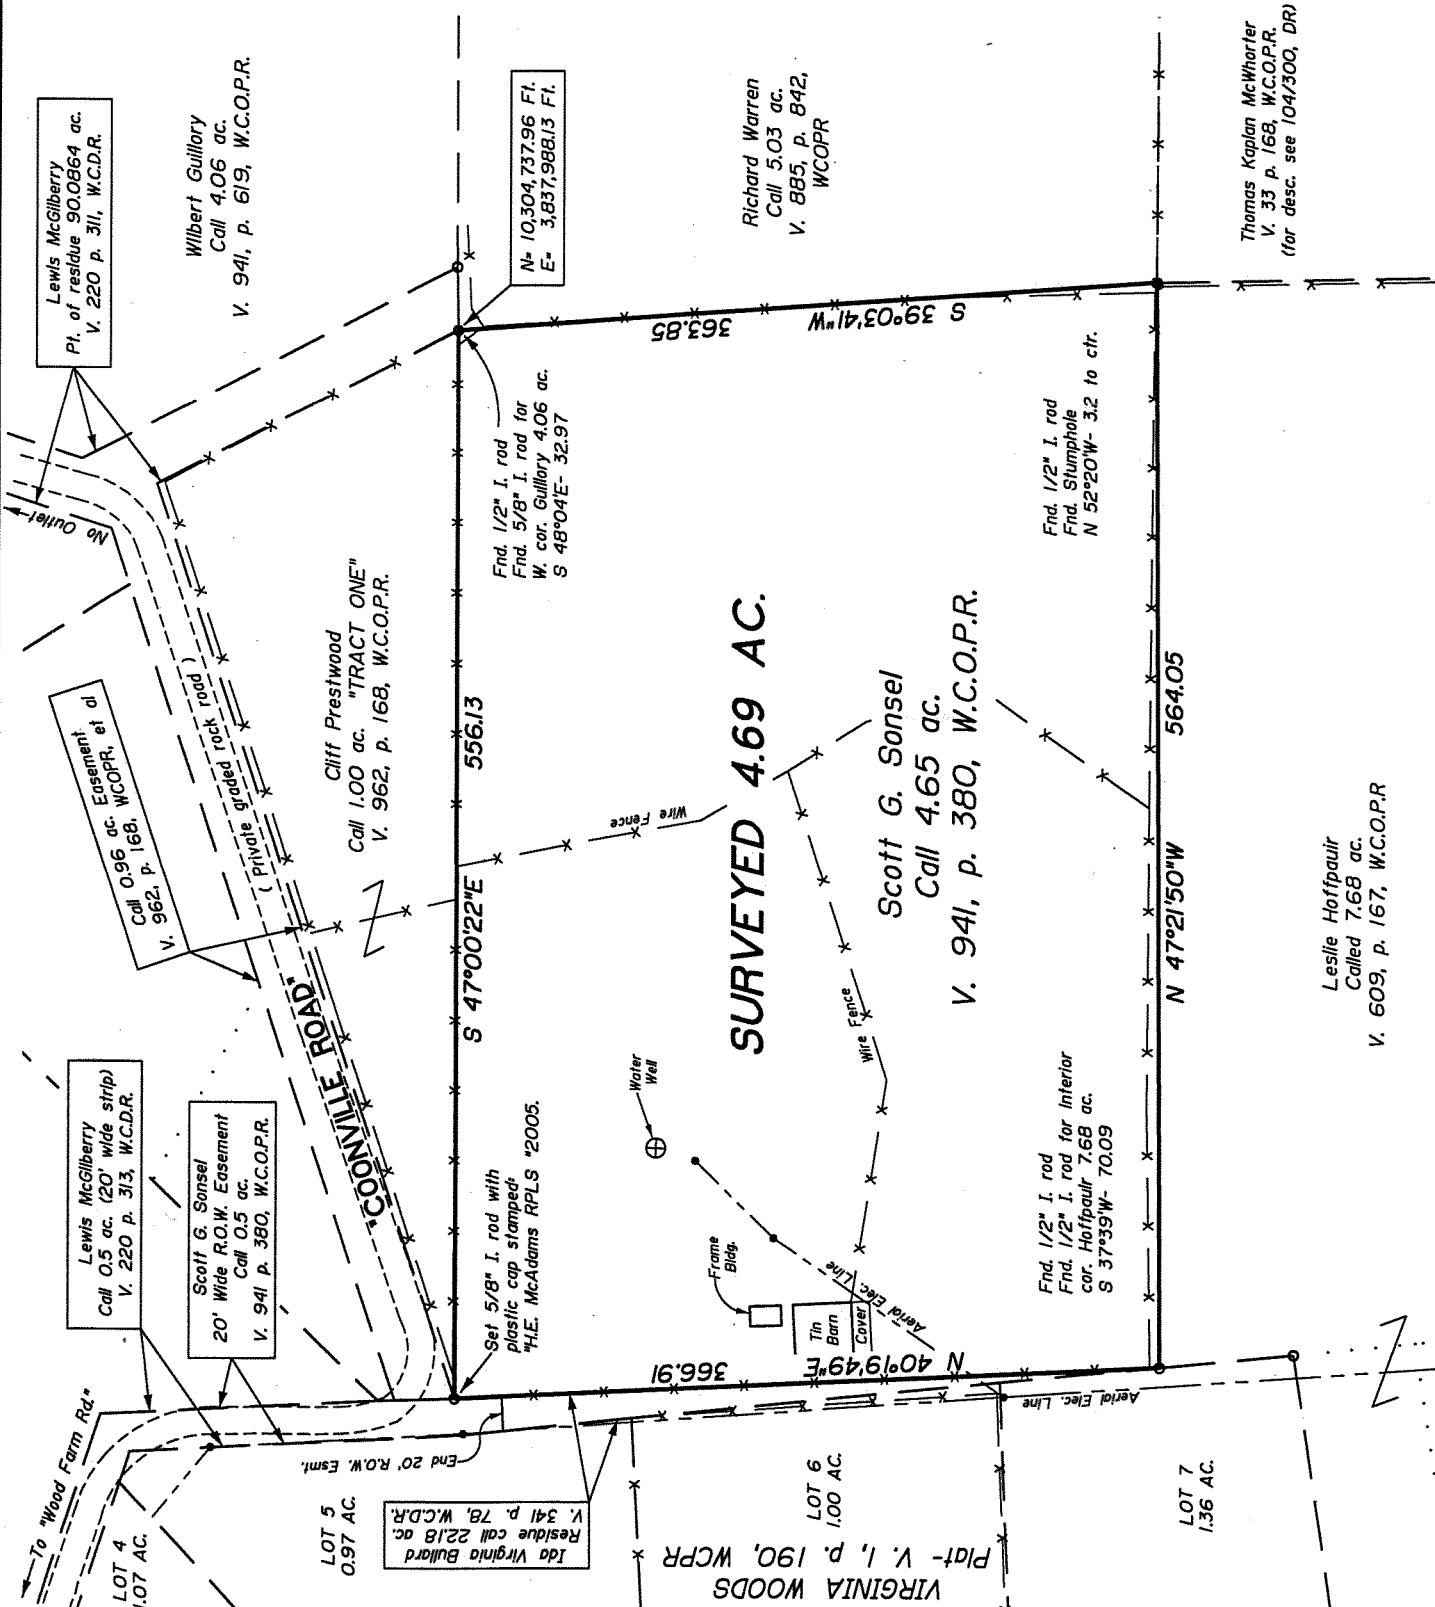 Lewis McGilberry
Pt. of residue 90.0864 ac.
V. 220 p. 311, W.C.D.R.
Wilbert Guillory
Call 4.06 ac.
V. 941, p. 619, W.C.O.P.R.
N= 10,304,737.96 Ft.
E= 3,837,988.13 Ft.
Richard Warren
Call 5.03 ac.
V. 885, p. 842,
WCOPR
Thomas Kaplan McWhorter
V. 33 p. 168, W.C.O.P.R.
(for desc. see 104/300, DR)
No Outlet
363.85
S 39°03'41"W
Fnd. 1/2" I. rod
Fnd. 5/8" I. rod for
W. cor. Guillory 4.06 ac.
S 48°04'E- 32.97
Fnd. 1/2" I. rod
Fnd. Stumphole
N 52°20'W- 3.2 to ctr.
Call 0.96 ac. Easement
V. 962, p. 168, WCOPR, et al
( Private graded rock road )
"COONVILLE ROAD"
Cliff Prestwood
Call 1.00 ac. "TRACT ONE"
V. 962, p. 168, W.C.O.P.R.
S 47°00'22"E
556.13
Wire Fence
SURVEYED 4.69 AC.
Scott G. Sonsel
Call 4.65 ac.
V. 941, p. 380, W.C.O.P.R.
Wire Fence
N 47°21'50"W
564.05
Leslie Hoffpauir
Called 7.68 ac.
V. 609, p. 167, W.C.O.P.R
Lewis McGilberry
Call 0.5 ac. (20' wide strip)
V. 220 p. 313, W.C.D.R.
Scott G. Sonsel
20' Wide R.O.W. Easement
Call 0.5 ac.
V. 941 p. 380, W.C.O.P.R.
Set 5/8" I. rod with
plastic cap stamped:
"H.E. McAdams RPLS "2005.
Water
Well
Frame
Bldg.
Tin
Barn
Cover
Aerial Elec. Line
Fnd. 1/2" I. rod
Fnd. 1/2" I. rod for Interior
cor. Hoffpauir 7.68 ac.
S 37°39'W- 70.09
366.91
N 40°19'49"E
Aerial Elec. Line
To "Wood Farm Rd."
End 20' R.O.W. Esmt.
LOT 4
1.07 AC.
LOT 5
0.97 AC.
Ida Virginia Bullard
Residue call 22.18 ac.
V. 341 p. 78, W.C.D.R.
LOT 6
1.00 AC.
VIRGINIA WOODS
Plat- V. 1, p. 190, WCPR
LOT 7
1.36 AC.